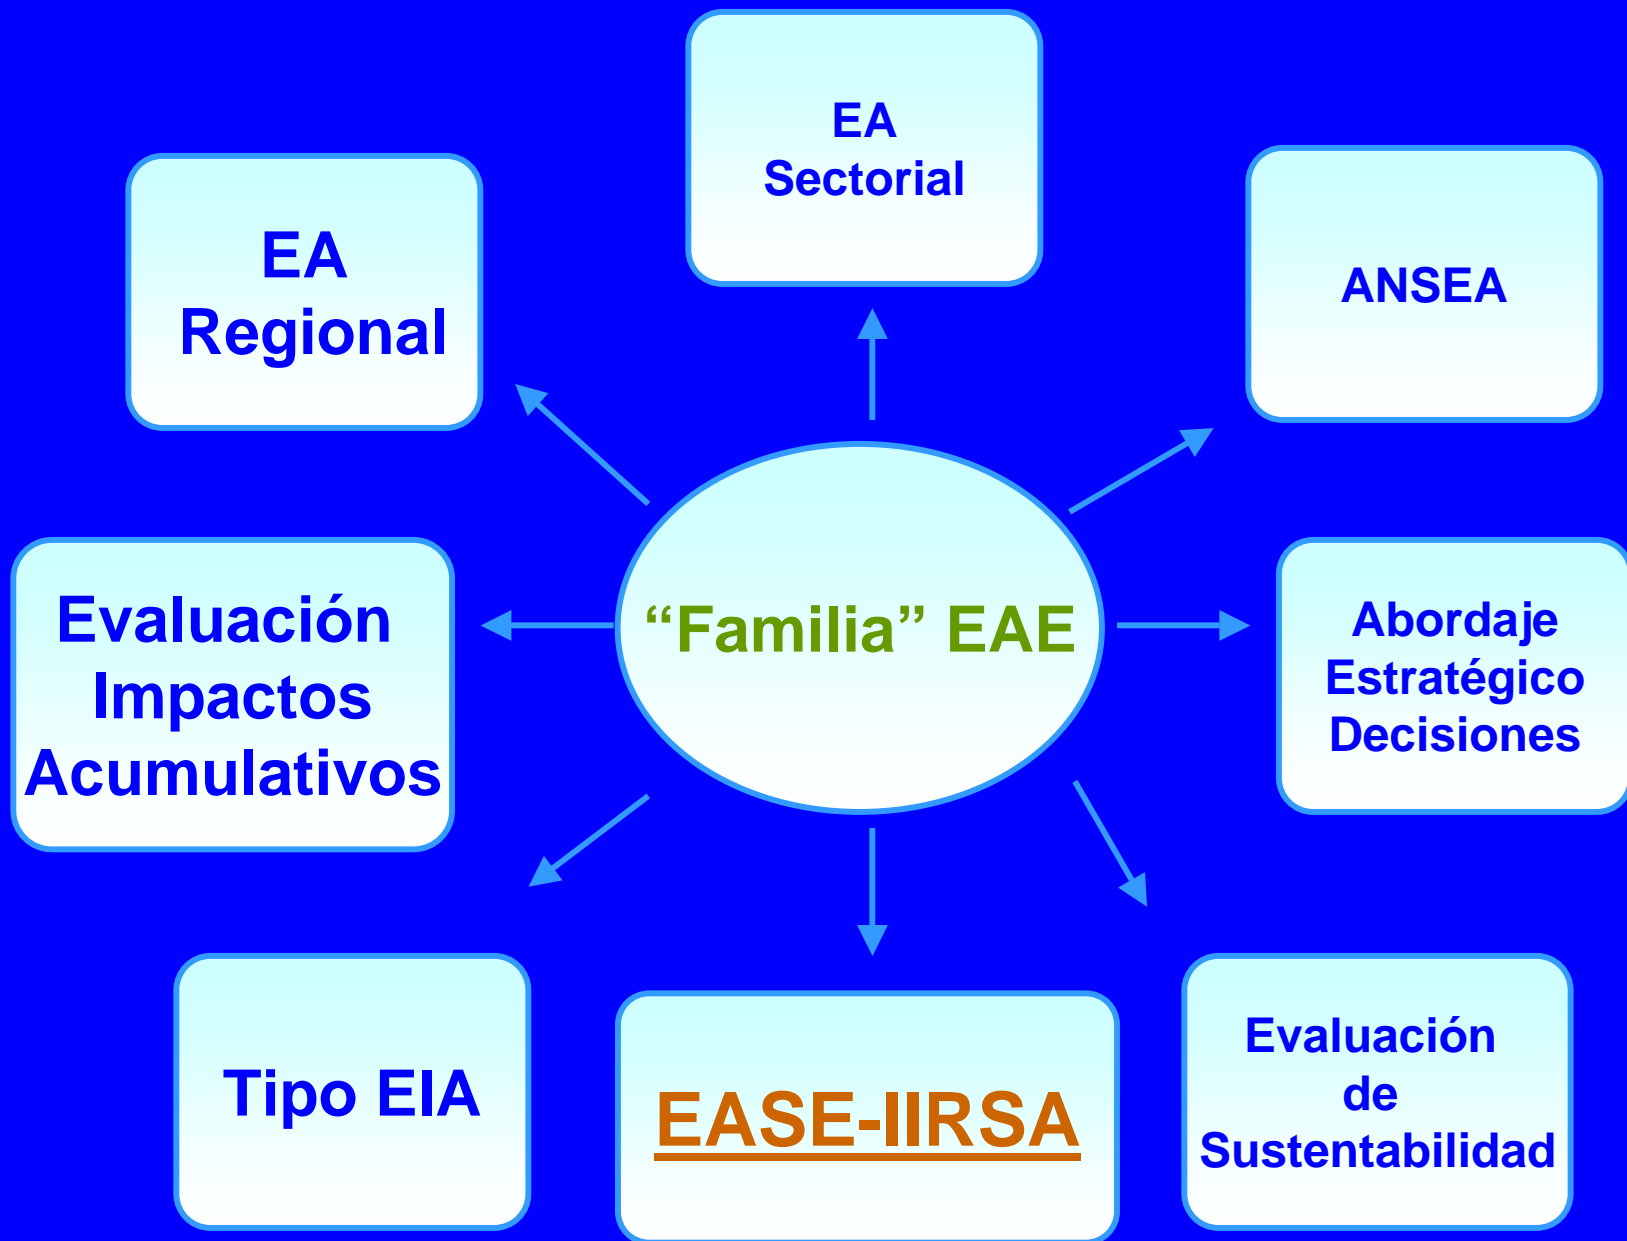 EA
Sectorial
EA
Regional
ANSEA
“Familia” EAE
Evaluación
Impactos
Acumulativos
Abordaje
Estratégico
Decisiones
Tipo EIA
EASE-IIRSA
Evaluación
de
Sustentabilidad